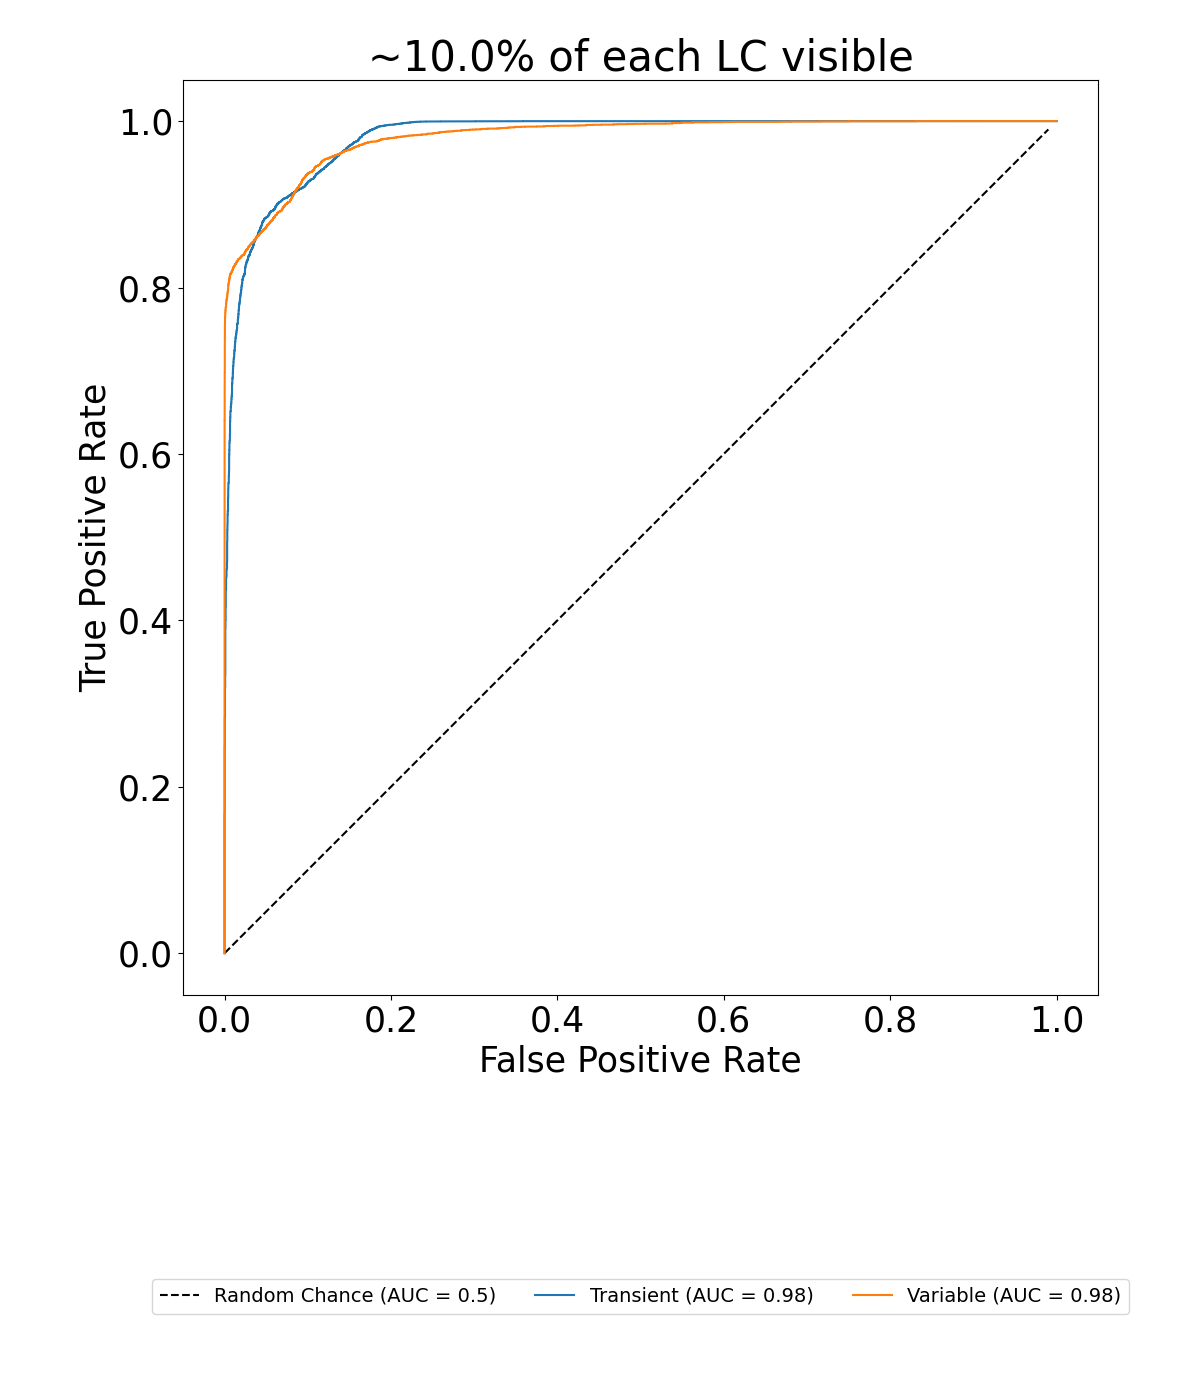 ~10.0% of each LC visible
True Positive Rate
1.0
0.8
0.6
0.4
0.2
0.0
0.0 0.2 0.4 0.6 0.8 1.0
False Positive Rate
Random Chance (AUC = 0.5) Transient (AUC = 0.98) Variable (AUC = 0.98)